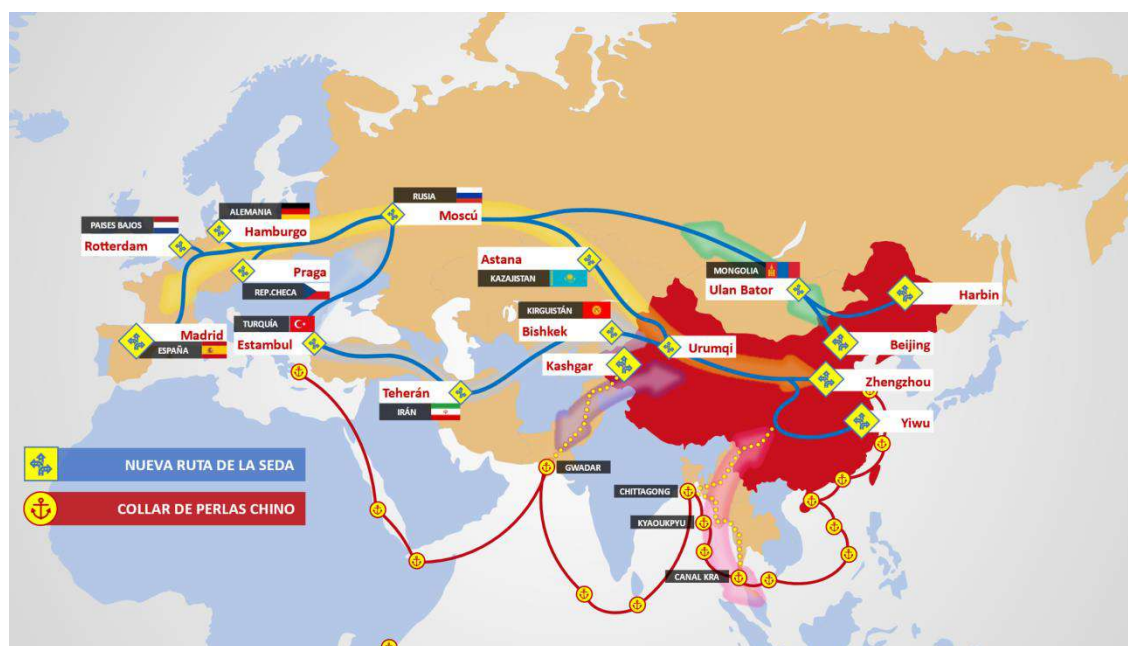 RUSIA
Moscú
ALEMANIA
Hamburgo
PAISES BAJOS
Rotterdam
Praga
REP.CHECA
Astana
KAZAJISTAN
MONGOLIA
Ulan Bator
Harbin
KIRGUISTÁN
Bishkek
TURQUÍA
Estambul
Madrid
ESPAÑA
Urumqi
Beijing
Kashgar
Zhengzhou
Teherán
IRÁN
Yiwu
NUEVA RUTA DE LA SEDA
GWADAR
CHITTAGONG
COLLAR DE PERLAS CHINO
KYAOUKPYU
CANAL KRA